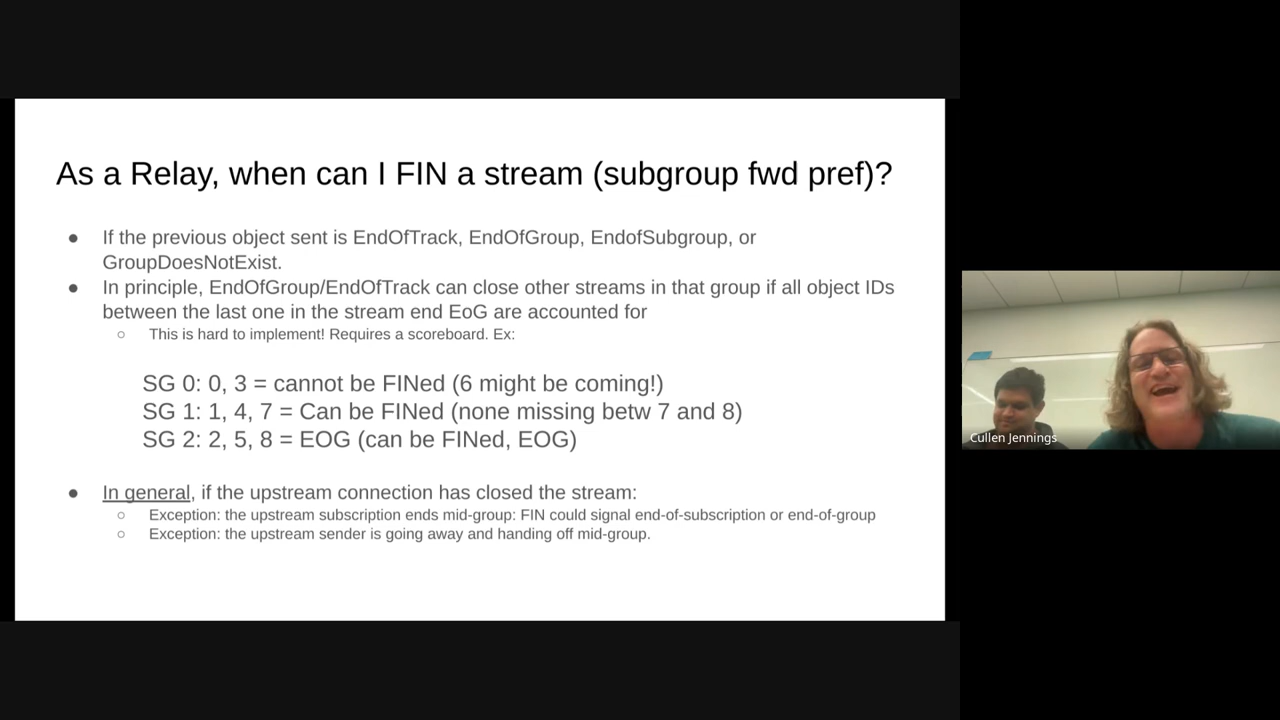 As a Relay, when can I FIN a stream (subgroup fwd pref)?
● If the previous object sent is EndOfTrack, EndOfGroup, EndofSubgroup, or
GroupDoesNotExist.
● In principle, EndOfGroup/EndOfTrack can close other streams in that group if all object IDs
between the last one in the stream end EoG are accounted for
○ This is hard to implement! Requires a scoreboard. Ex:
SG 0: 0, 3 = cannot be FINed (6 might be coming!)
SG 1: 1, 4, 7 = Can be FINed (none missing betw 7 and 8)
SG 2: 2, 5, 8 = EOG (can be FINed, EOG)
● In general, if the upstream connection has closed the stream:
○ Exception: the upstream subscription ends mid-group: FIN could signal end-of-subscription or end-of-group
○ Exception: the upstream sender is going away and handing off mid-group.
Cullen Jennings